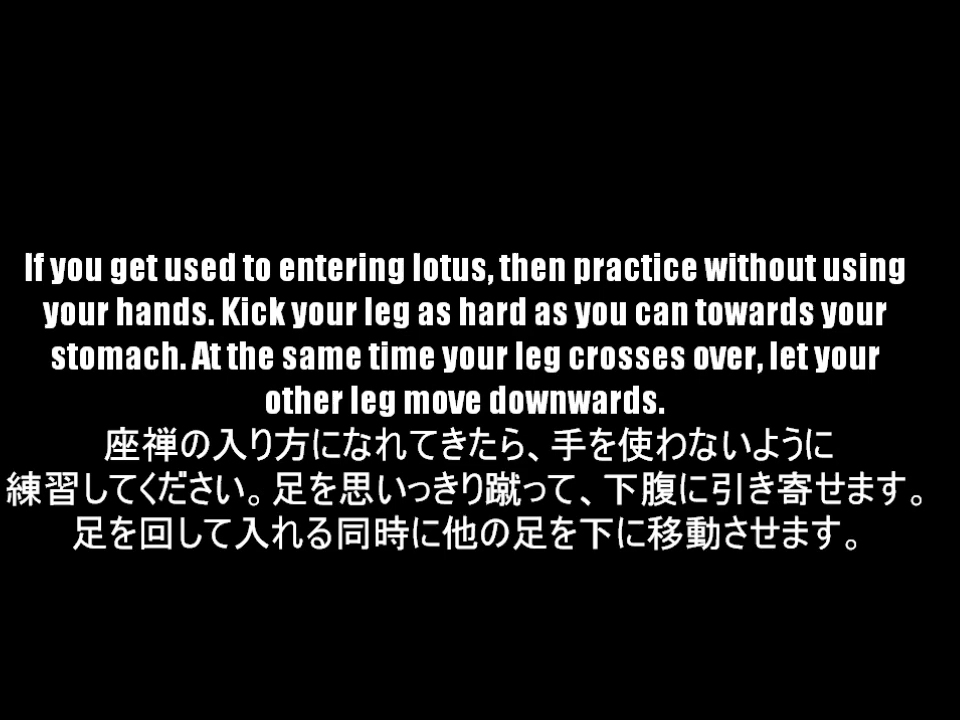 If you get used to entering lotus, then practice without using
your hands. Kick your leg as hard as you can towards your
stomach. At the same time your leg crosses over, let your
other leg move downwards.
座禅の入り方になれてきたら、手を使わないように
練習してください。足を思いっきり蹴って、下腹に引き寄せます。
足を回して入れる同時に他の足を下に移動させます。